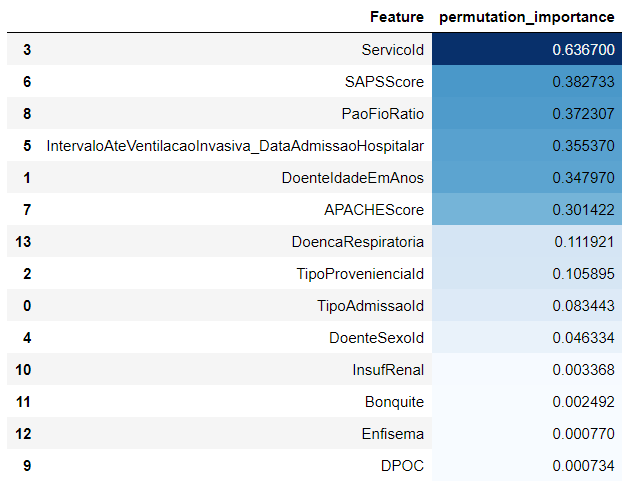 Feature permutation_importance
3 ServicoId 0.636700
6 SAPSScore 0.382733
8 PaoFioRatio 0.372307
5 IntervaloAteVentilacaoInvasiva_DataAdmissaoHospitalar 0.355370
1 DoenteIdadeEmAnos 0.347970
7 APACHEScore 0.301422
13 DoencaRespiratoria 0.111921
2 TipoProvenienciaId 0.105895
0 TipoAdmissaoId 0.083443
4 DoenteSexoId 0.046334
10 InsufRenal 0.003368
11 Bonquite 0.002492
12 Enfisema 0.000770
9 DPOC 0.000734